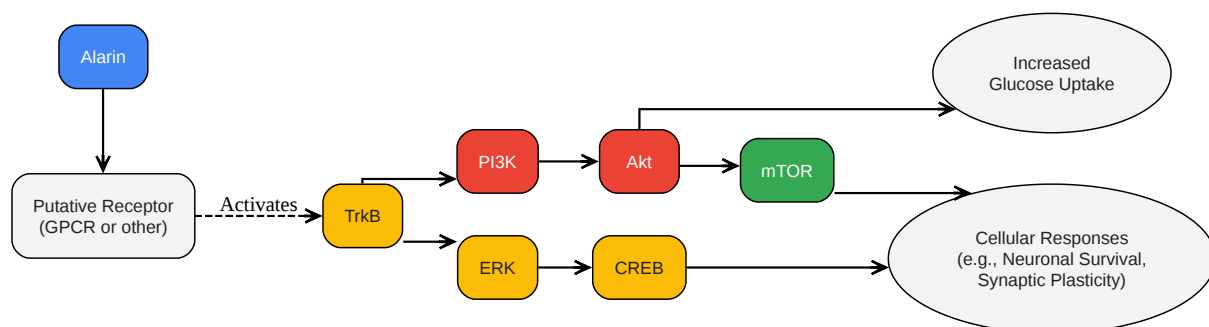 Alarin
Putative Receptor
(GPCR or other)
Activates
TrkB
PI3K
Akt
mTOR
Increased
Glucose Uptake
ERK
CREB
Cellular Responses
(e.g., Neuronal Survival,
Synaptic Plasticity)